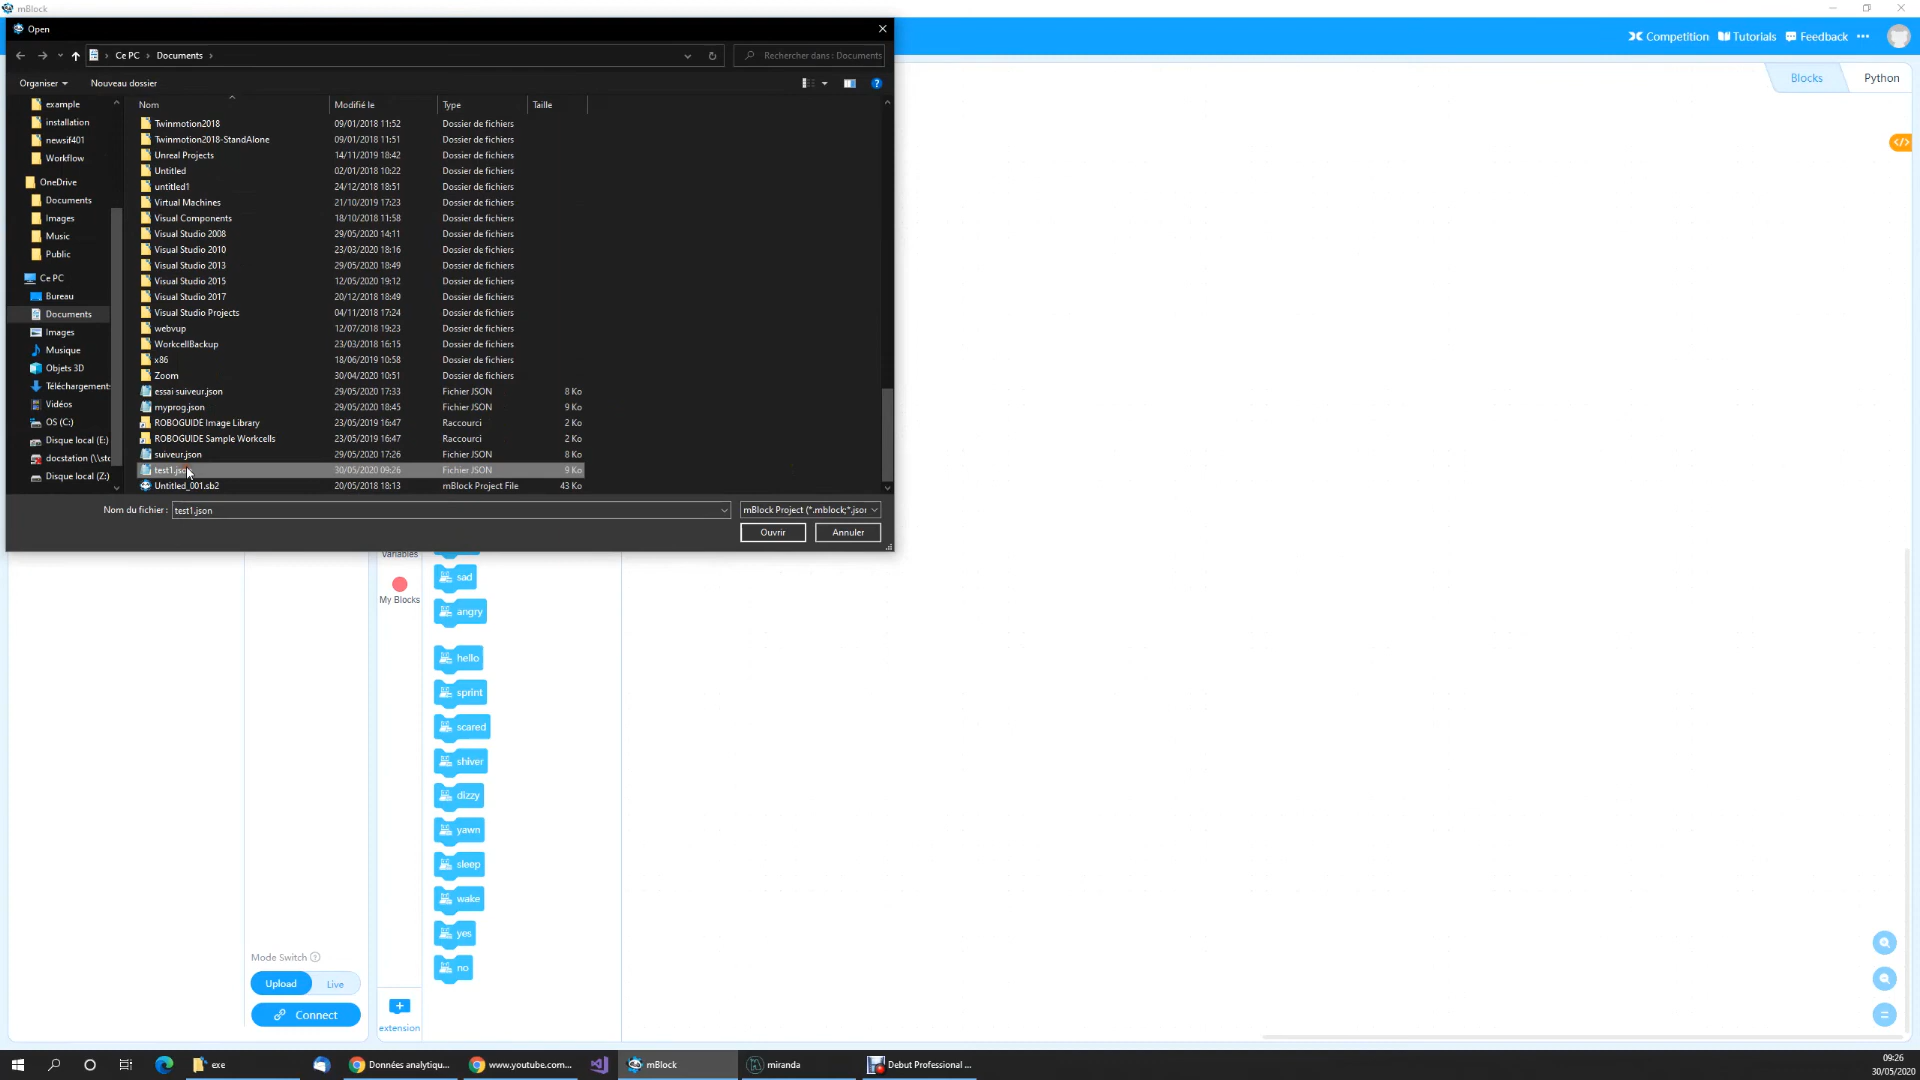 mBlock
Open
Competition Tutorials Feedback
Ce PC Documents
Rechercher dans : Documents
Organiser Nouveau dossier
Blocks Python
Nom Modifié le Type Taille
example
installation
newsif401
Workflow
OneDrive
Documents
Images
Music
Public
Ce PC
Bureau
Documents
Images
Musique
Objets 3D
Téléchargement
Vidéos
OS (C:)
Disque local (E:)
docstation (\\stc
Disque local (Z:)
Twinmotion2018 09/01/2018 11:52 Dossier de fichiers
Twinmotion2018-StandAlone 09/01/2018 11:51 Dossier de fichiers
Unreal Projects 14/11/2019 18:42 Dossier de fichiers
Untitled 02/01/2018 10:22 Dossier de fichiers
untitled1 24/12/2018 18:51 Dossier de fichiers
Virtual Machines 21/10/2019 17:23 Dossier de fichiers
Visual Components 18/10/2018 11:58 Dossier de fichiers
Visual Studio 2008 29/05/2020 14:11 Dossier de fichiers
Visual Studio 2010 23/03/2020 18:16 Dossier de fichiers
Visual Studio 2013 29/05/2020 18:49 Dossier de fichiers
Visual Studio 2015 12/05/2020 19:12 Dossier de fichiers
Visual Studio 2017 20/12/2018 18:49 Dossier de fichiers
Visual Studio Projects 04/11/2018 17:24 Dossier de fichiers
webvup 12/07/2018 19:23 Dossier de fichiers
WorkcellBackup 23/03/2018 16:15 Dossier de fichiers
x86 18/06/2019 10:58 Dossier de fichiers
Zoom 30/04/2020 10:51 Dossier de fichiers
essai suiveur.json 29/05/2020 17:33 Fichier JSON 8 Ko
myprog.json 29/05/2020 18:45 Fichier JSON 9 Ko
ROBOGUIDE Image Library 23/05/2019 16:47 Raccourci 2 Ko
ROBOGUIDE Sample Workcells 23/05/2019 16:47 Raccourci 2 Ko
suiveur.json 29/05/2020 17:26 Fichier JSON 8 Ko
test1.json 30/05/2020 09:26 Fichier JSON 9 Ko
Untitled_001.sb2 20/05/2018 18:13 mBlock Project File 43 Ko
Nom du fichier : test1.json mBlock Project (*.mblock;*.jsor
Ouvrir Annuler
Variables
My Blocks
sad
angry
hello
sprint
scared
shiver
dizzy
yawn
sleep
wake
yes
no
Mode Switch ?
Upload Live
Connect
extension
exe Données analytiqu... www.youtube.com... mBlock miranda Debut Professional ...
09:26
30/05/2020